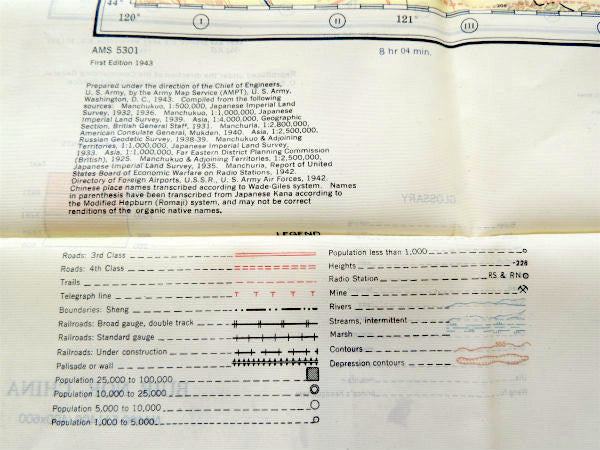 44°
120°
I
II
121°
III
AMS 5301
First Edition 1943
8 hr 04 min.
Prepared under the direction of the Chief of Engineers,
U. S. Army, by the Army Map Service (AMPT), U. S. Army,
Washington, D. C., 1943. Compiled from the following
sources: Manchukuo, 1:500,000, Japanese Imperial Land
Survey, 1932, 1936. Manchukuo, 1:1,000,000, Japanese
Imperial Land Survey, 1939. Asia, 1:4,000,000, Geographic
Section, British General Staff, 1931. Manchuria, 1:2,800,000,
American Consulate General, Mukden, 1940. Asia, 1:2,500,000,
Russian Geodetic Survey, 1938-39. Manchukuo & Adjoining
Territories, 1:1,000,000, Japanese Imperial Land Survey,
1933. Asia, 1:1,000,000, Far Eastern District Planning Commission
(British), 1925. Manchukuo & Adjoining Territories, 1:2,500,000,
Japanese Imperial Land Survey, 1935. Manchuria, Report of United
States Board of Economic Warfare on Radio Stations, 1942.
Directory of Foreign Airports, U.S.S.R., U. S. Army Air Forces, 1942.
Chinese place names transcribed according to Wade-Giles system. Names
in parenthesis have been transcribed from Japanese Kana according to
the Modified Hepburn (Romaji) system, and may not be correct
renditions of the organic native names.
GLOSSARY
LEGEND
Roads: 3rd Class
Roads: 4th Class
Trails
Telegraph line
Boundaries: Sheng
Railroads: Broad gauge, double track
Railroads: Standard gauge
Railroads: Under construction
Palisade or wall
Population 25,000 to 100,000
Population 10,000 to 25,000
Population 5,000 to 10,000
Population 1,000 to 5,000
Population less than 1,000
Heights -228
Radio Station RS & RN
Mine
Rivers
Streams, intermittent
Marsh
Contours 300
Depression contours